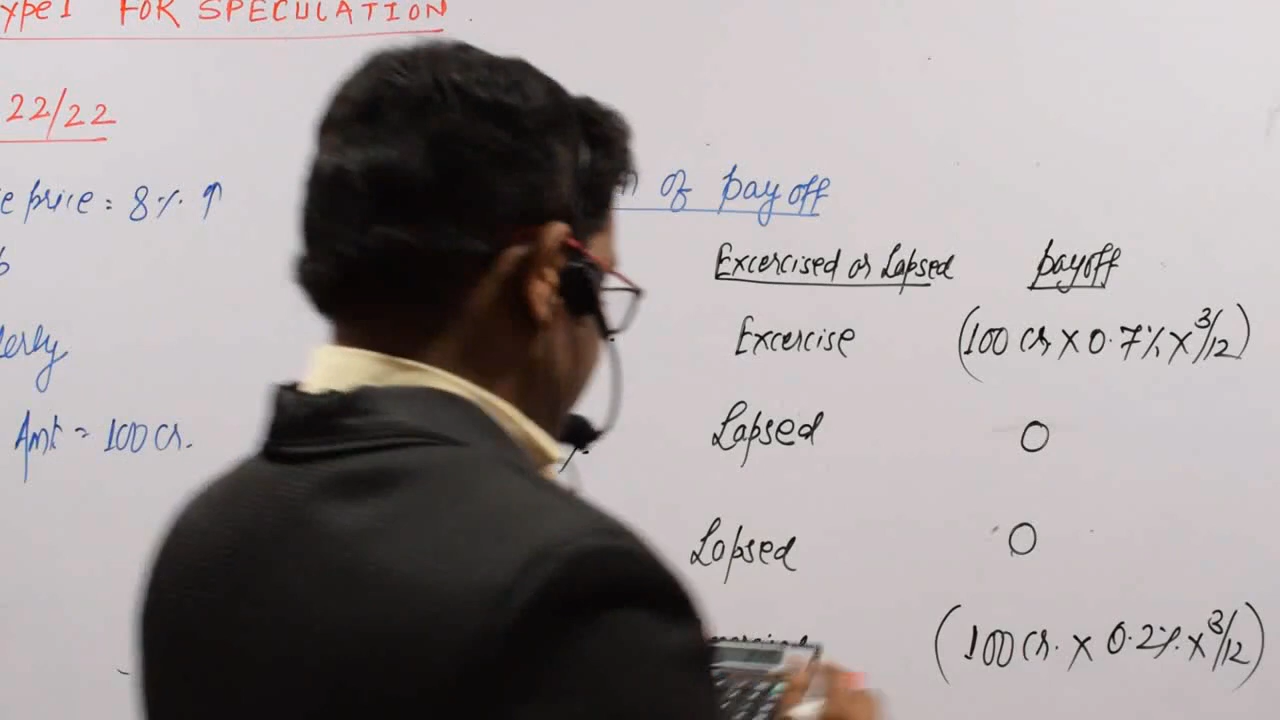 ype1 FOR SPECULATION
22/22
e price = 8% ↑
erly
Amt = 100 Cr.
of payoff
Excercised or Lapsed payoff
Excercise (100 Cr. x 0.7% x 3/12)
Lapsed 0
Lapsed 0
(100 Cr. x 0.2% x 3/12)